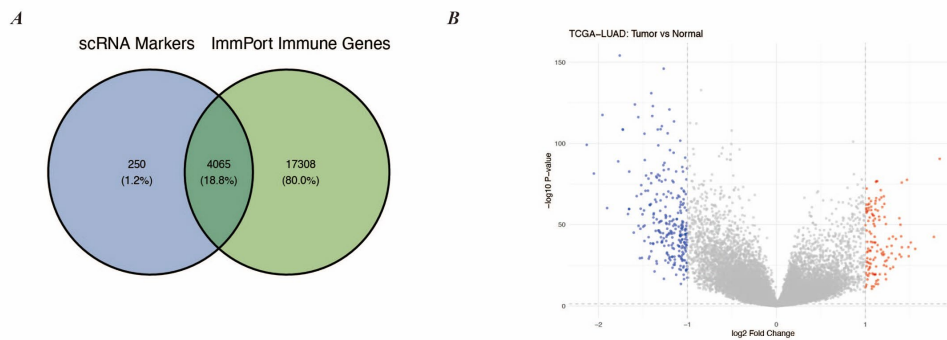 A
scRNA Markers
ImmPort Immune Genes
250
(1.2%)
4065
(18.8%)
17308
(80.0%)
B
TCGA-LUAD: Tumor vs Normal
150
100
50
0
-log10 P-value
-2
-1
0
1
log2 Fold Change